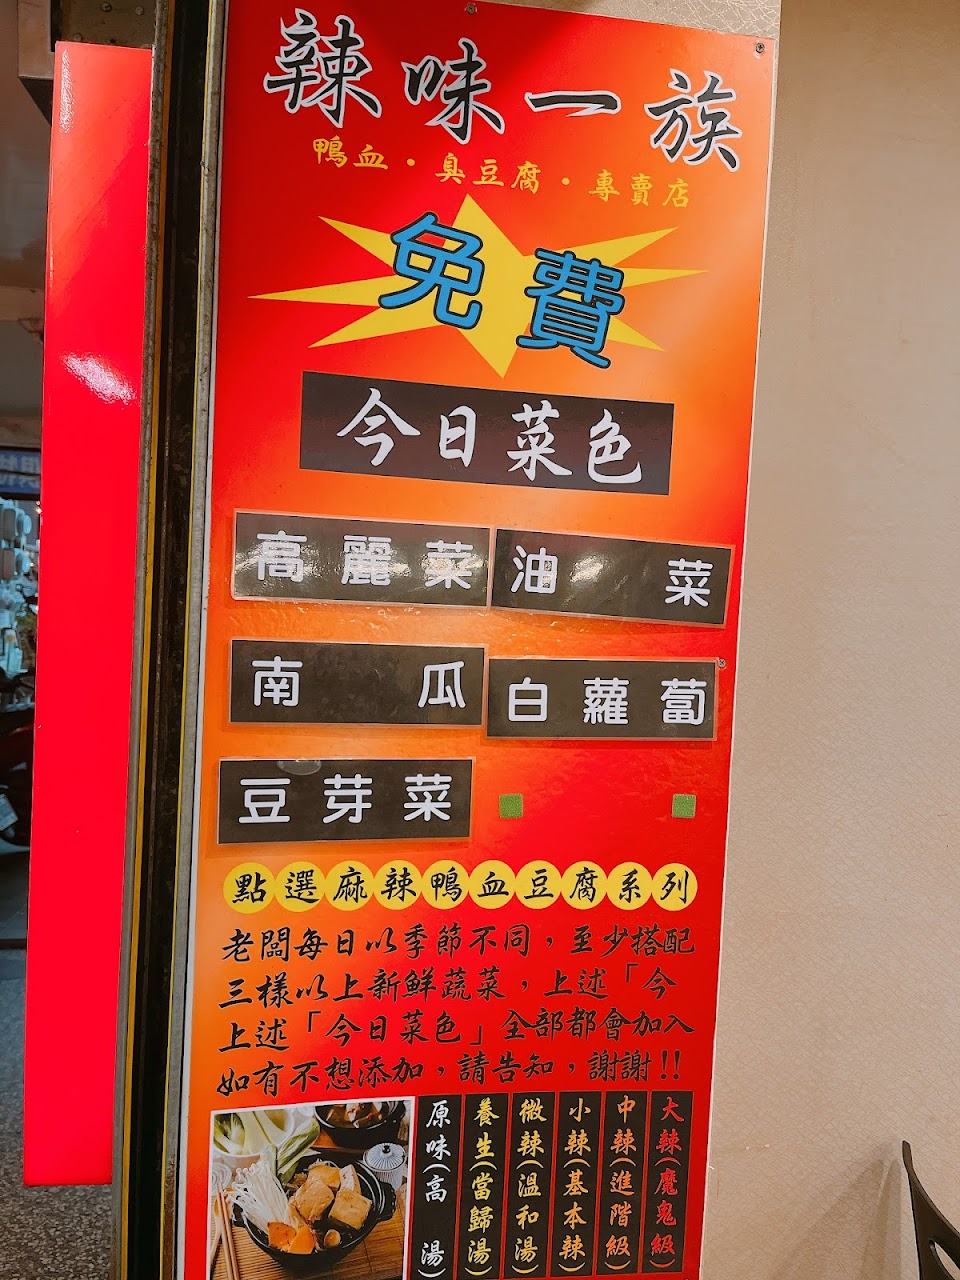 辣味一族
鴨血・臭豆腐・專賣店
免費
今日菜色
高麗菜
油菜
南瓜
白蘿蔔
豆芽菜
點選麻辣鴨血豆腐系列
老闆每日以季節不同，至少搭配
三樣以上新鮮蔬菜，上述「今
上述「今日菜色」全部都會加入
如有不想添加，請告知，謝謝!!
原味(高湯)
養生(當歸湯)
微辣(溫和湯)
小辣(基本辣)
中辣(進階級)
大辣(魔鬼級)